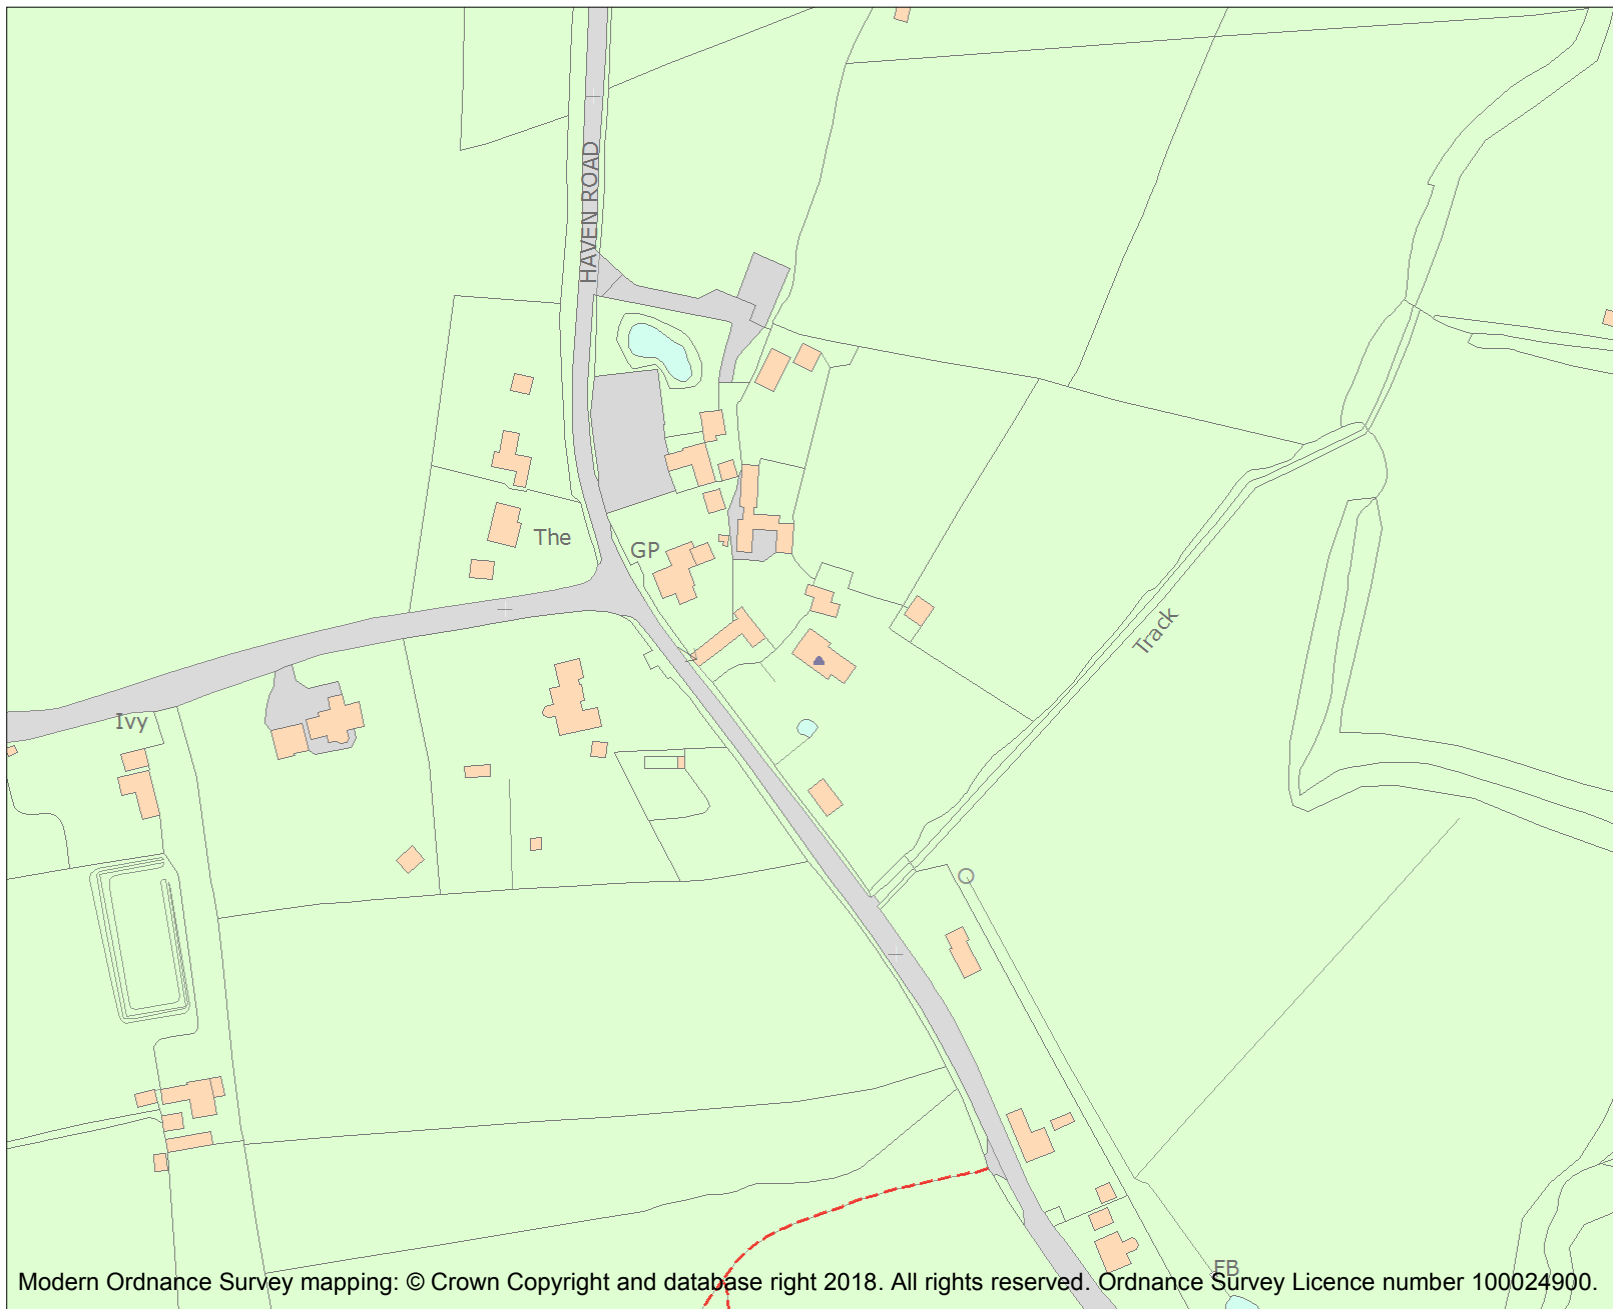 HAVEN ROAD
The
GP
Track
Ivy
FB
Modern Ordnance Survey mapping: © Crown Copyright and database right 2018. All rights reserved. Ordnance Survey Licence number 100024900.